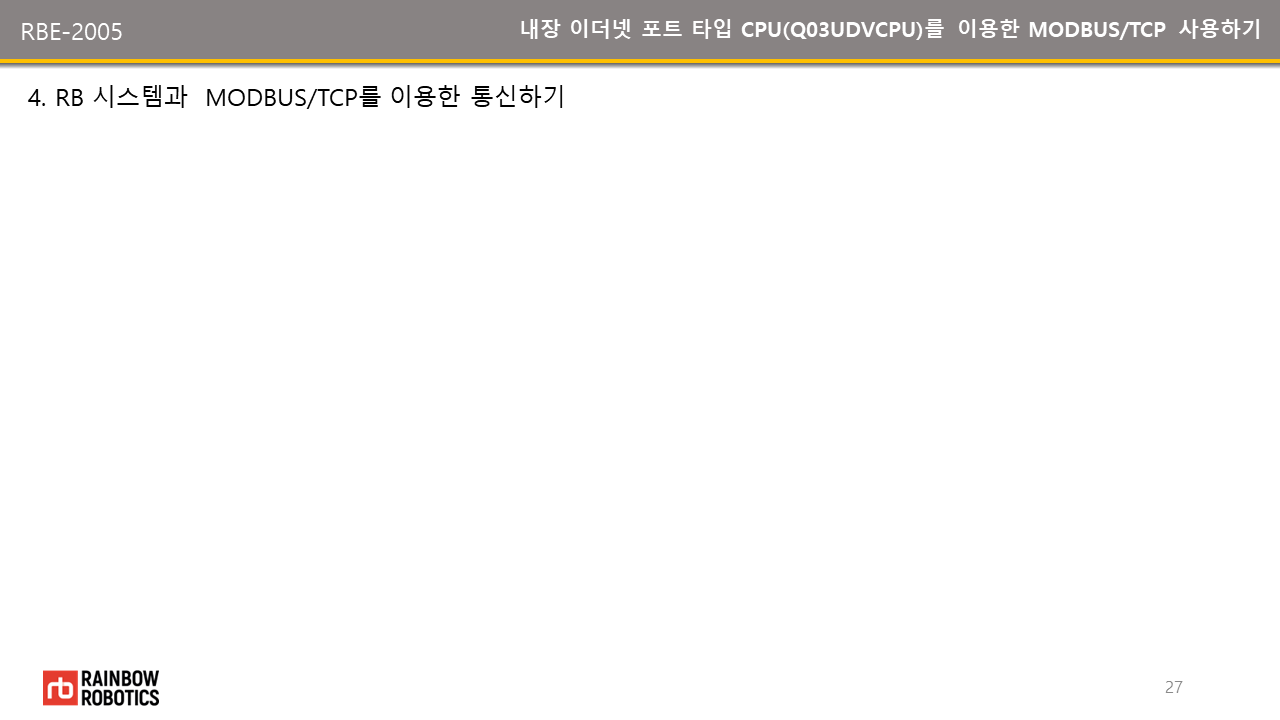 RBE-2005
내장 이더넷 포트 타입 CPU(Q03UDVCPU)를 이용한 MODBUS/TCP 사용하기
4. RB 시스템과 MODBUS/TCP를 이용한 통신하기
rb RAINBOW
ROBOTICS
27